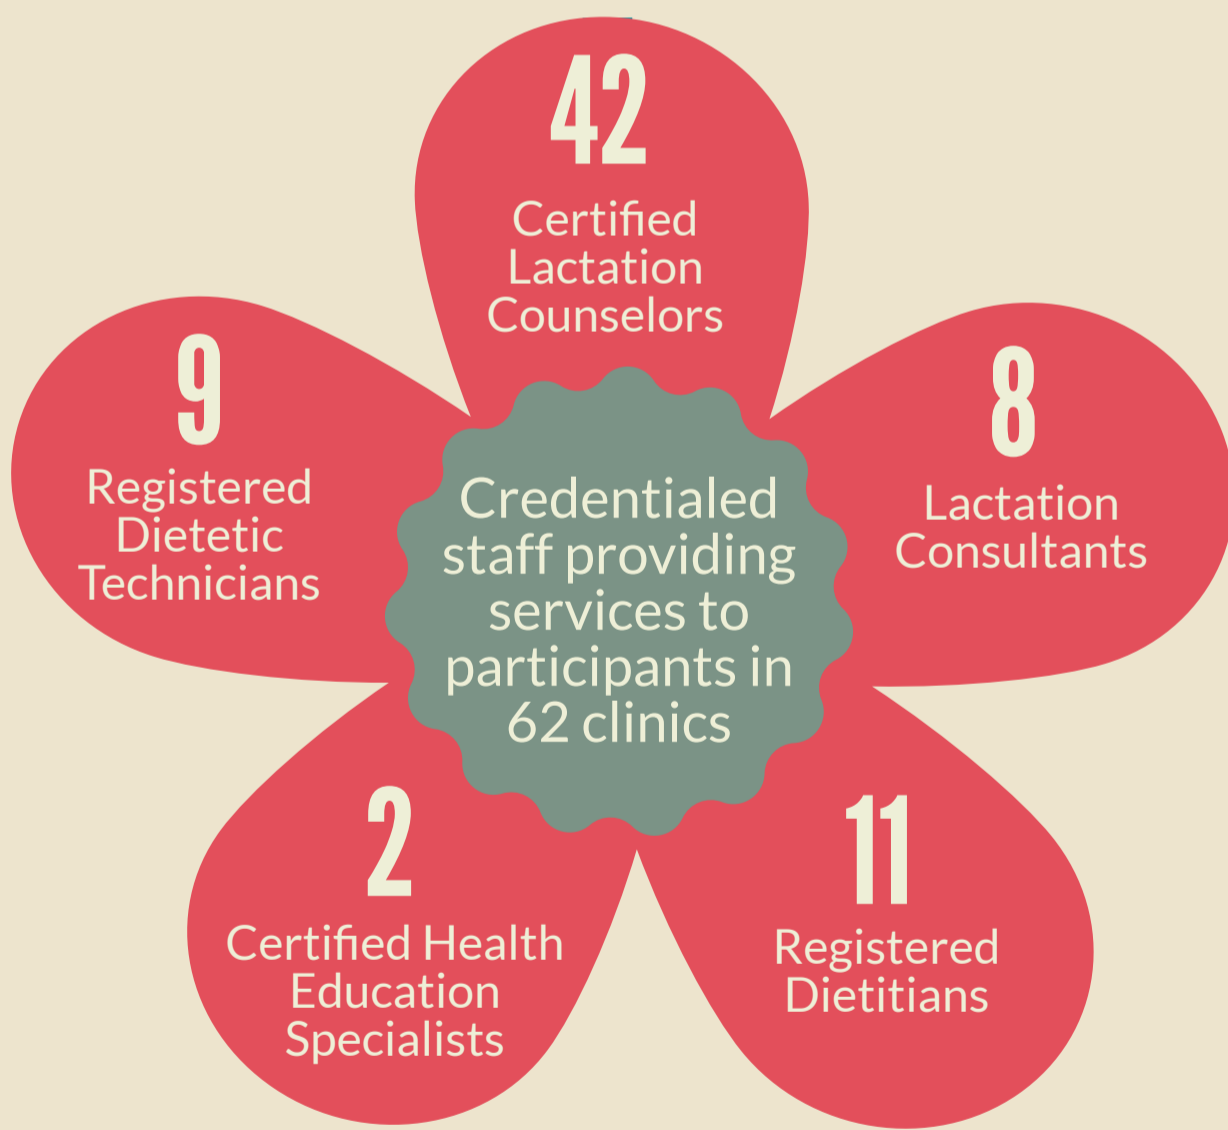 42
Certified
Lactation
Counselors
9
Registered
Dietetic
Technicians
8
Lactation
Consultants
Credentialed
staff providing
services to
participants in
62 clinics
2
Certified Health
Education
Specialists
11
Registered
Dietitians